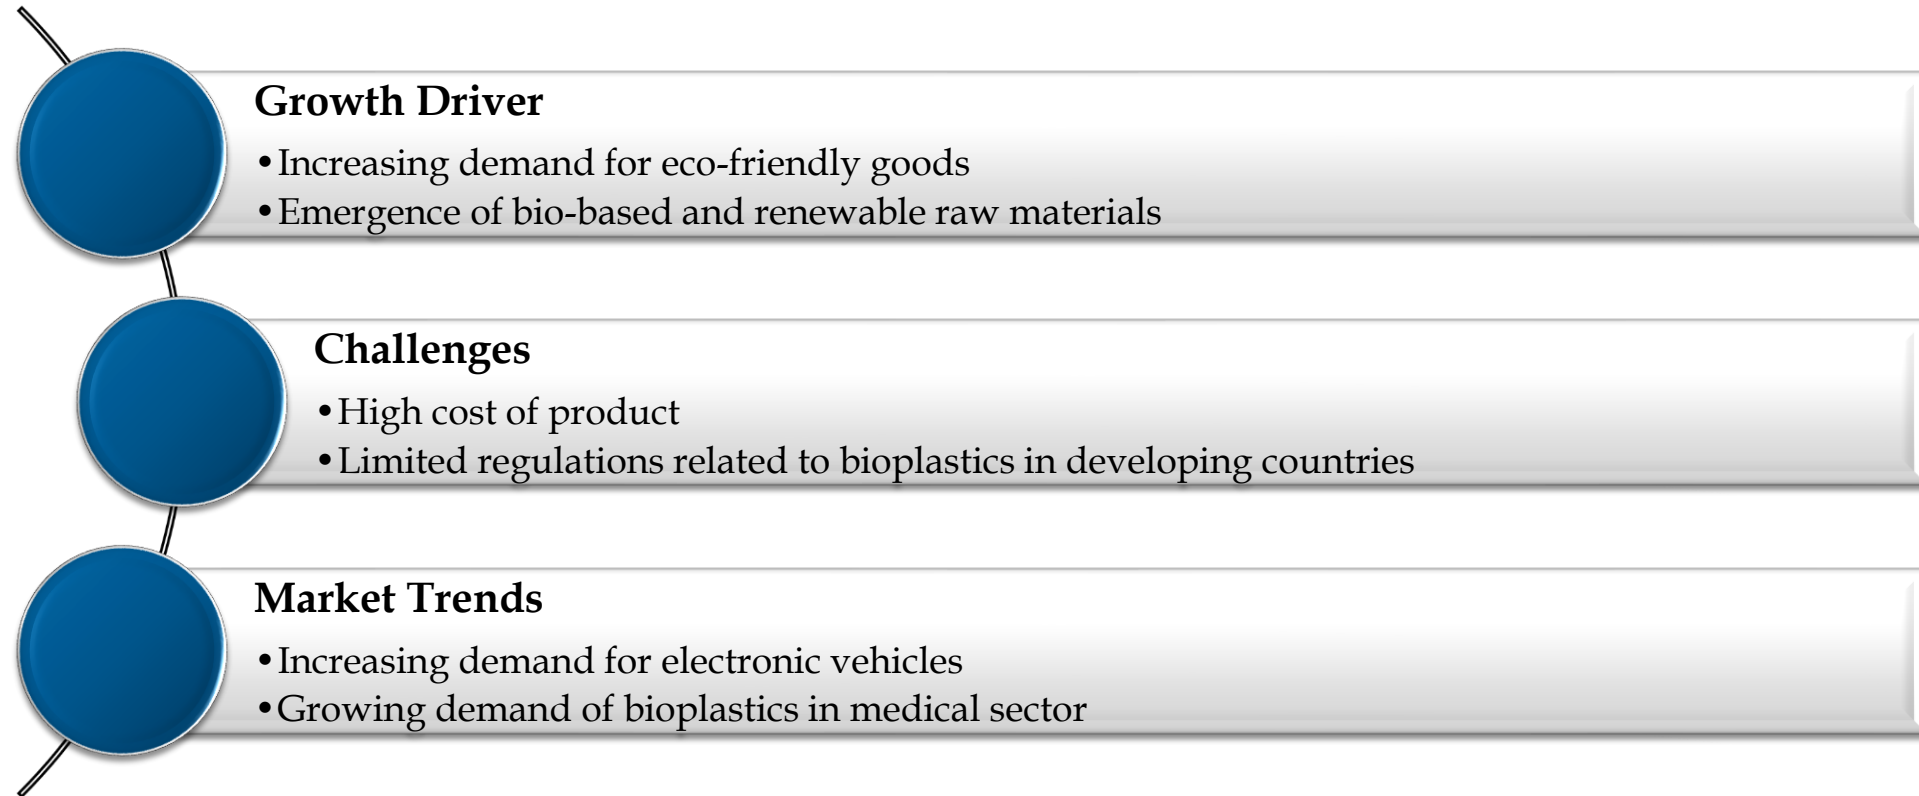 Growth Driver
•Increasing demand for eco-friendly goods
•Emergence of bio-based and renewable raw materials
Challenges
•High cost of product
•Limited regulations related to bioplastics in developing countries
Market Trends
•Increasing demand for electronic vehicles
•Growing demand of bioplastics in medical sector